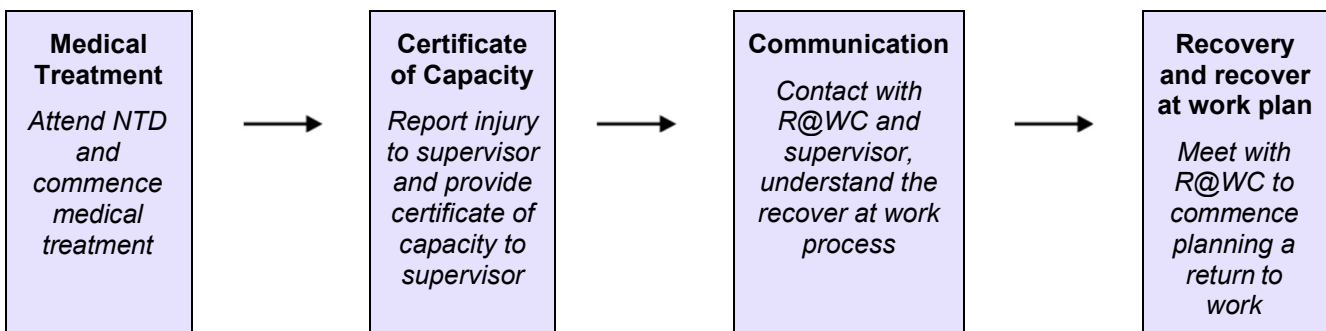 Medical
Treatment
Attend NTD
and
commence
medical
treatment
Certificate
of Capacity
Report injury
to supervisor
and provide
certificate of
capacity to
supervisor
Communication
Contact with
R@WC and
supervisor,
understand the
recover at work
process
Recovery
and recover
at work plan
Meet with
R@WC to
commence
planning a
return to
work